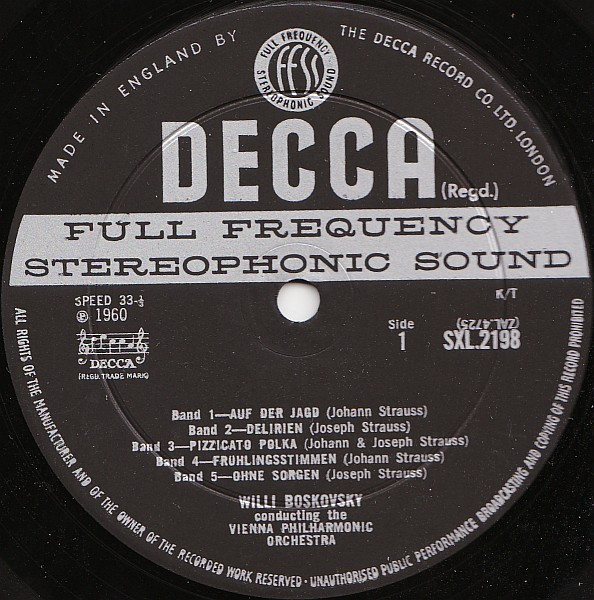 MADE IN ENGLAND BY
FULL FREQUENCY
STEREOPHONIC SOUND
FFSS
THE DECCA RECORD CO. LTD. LONDON
DECCA
(Regd.)
FULL FREQUENCY
STEREOPHONIC SOUND
SPEED 33-⅓
℗ 1960
DECCA
(REGD. TRADE MARK)
K/T
(ZAL.4725)
Side
1
SXL.2198
Band 1—AUF DER JAGD (Johann Strauss)
Band 2—DELIRIEN (Joseph Strauss)
Band 3—PIZZICATO POLKA (Johann & Joseph Strauss)
Band 4—FRÜHLINGSSTIMMEN (Johann Strauss)
Band 5—OHNE SORGEN (Joseph Strauss)
WILLI BOSKOVSKY
conducting the
VIENNA PHILHARMONIC
ORCHESTRA
ALL RIGHTS OF THE MANUFACTURER AND OF THE OWNER OF THE RECORDED WORK RESERVED · UNAUTHORISED PUBLIC PERFORMANCE BROADCASTING AND COPYING OF THIS RECORD PROHIBITED